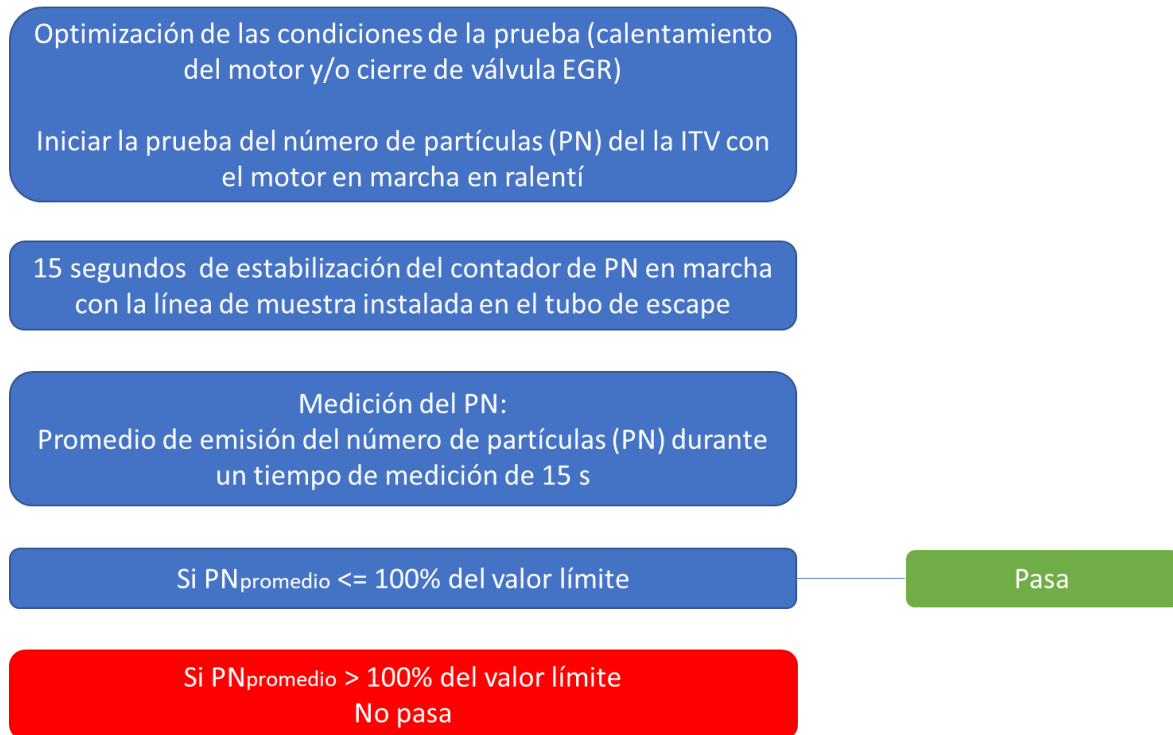 Optimización de las condiciones de la prueba (calentamiento
del motor y/o cierre de válvula EGR)
Iniciar la prueba del número de partículas (PN) del la ITV con
el motor en marcha en ralentí
15 segundos de estabilización del contador de PN en marcha
con la línea de muestra instalada en el tubo de escape
Medición del PN:
Promedio de emisión del número de partículas (PN) durante
un tiempo de medición de 15 s
Si PNpromedio <= 100% del valor límite
Pasa
Si PNpromedio > 100% del valor límite
No pasa